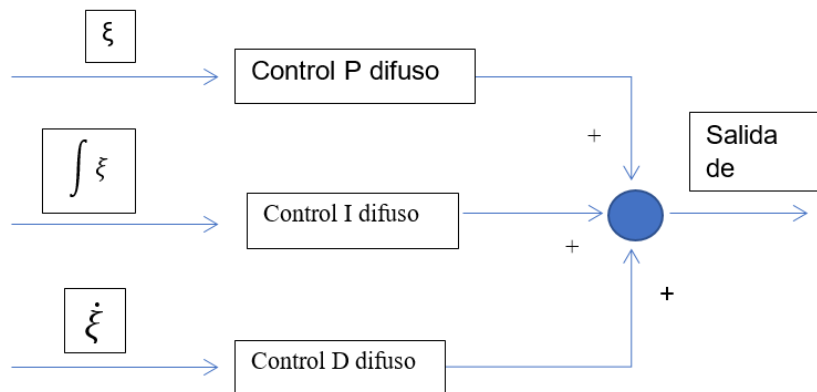 ξ
Control P difuso
+
Salida
de
∫ ξ
Control I difuso
+
ξ̇
+
Control D difuso